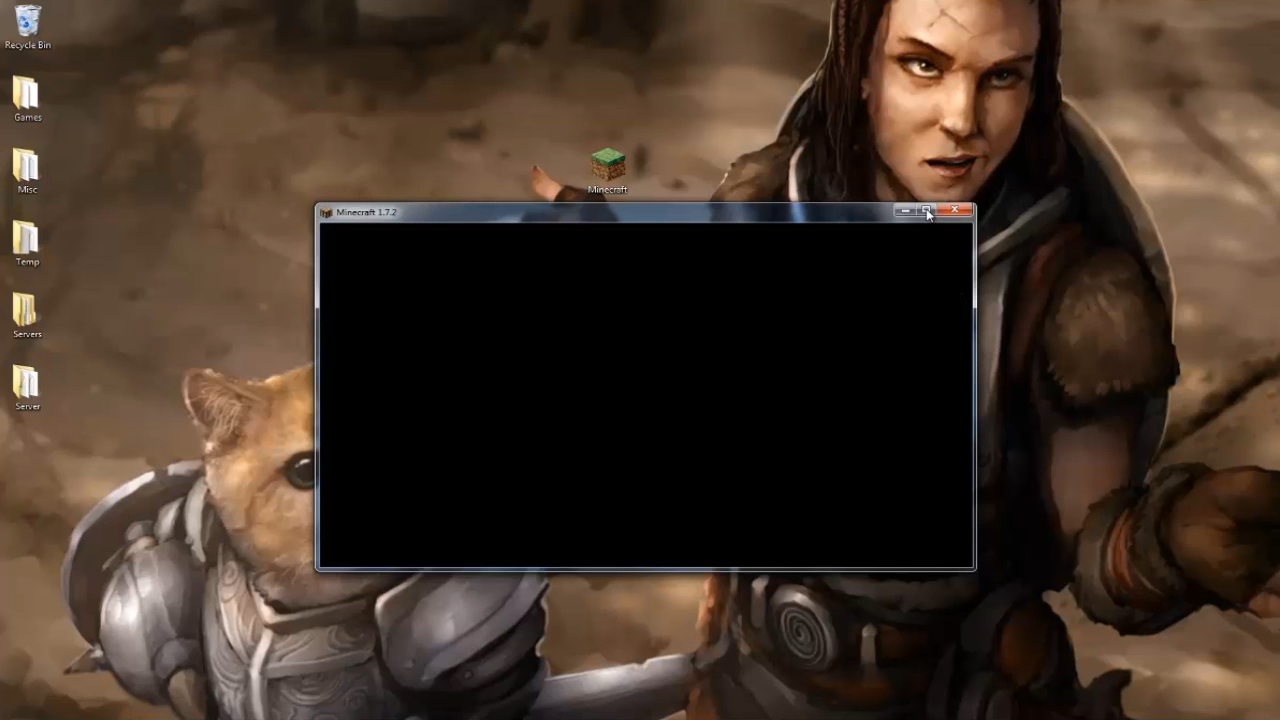 Recycle Bin
Games
Misc
Temp
Servers
Server
Minecraft
Minecraft 1.7.2